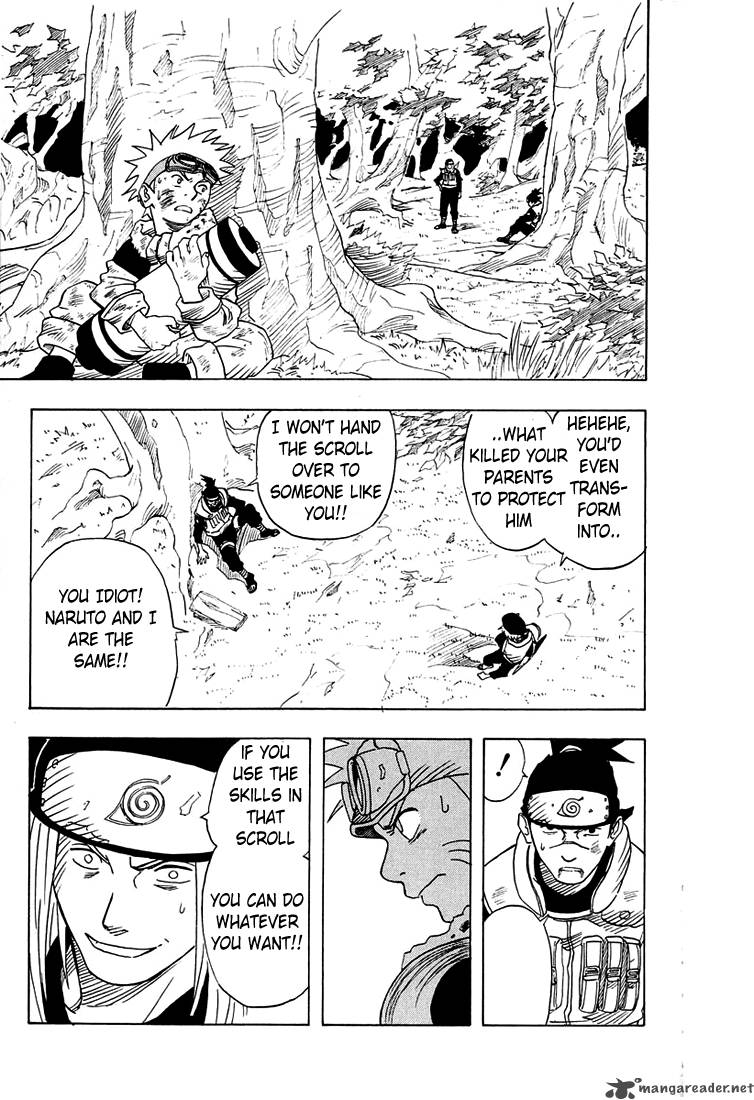 HEHEHE,
YOU'D
EVEN
TRANS-
FORM
INTO..
..WHAT
KILLED YOUR
PARENTS
TO PROTECT
HIM
I WON'T HAND
THE SCROLL
OVER TO
SOMEONE LIKE
YOU!!
YOU IDIOT!
NARUTO AND I
ARE THE
SAME!!
!
IF YOU
USE THE
SKILLS IN
THAT
SCROLL
YOU CAN DO
WHATEVER
YOU WANT!!
mangareader.net